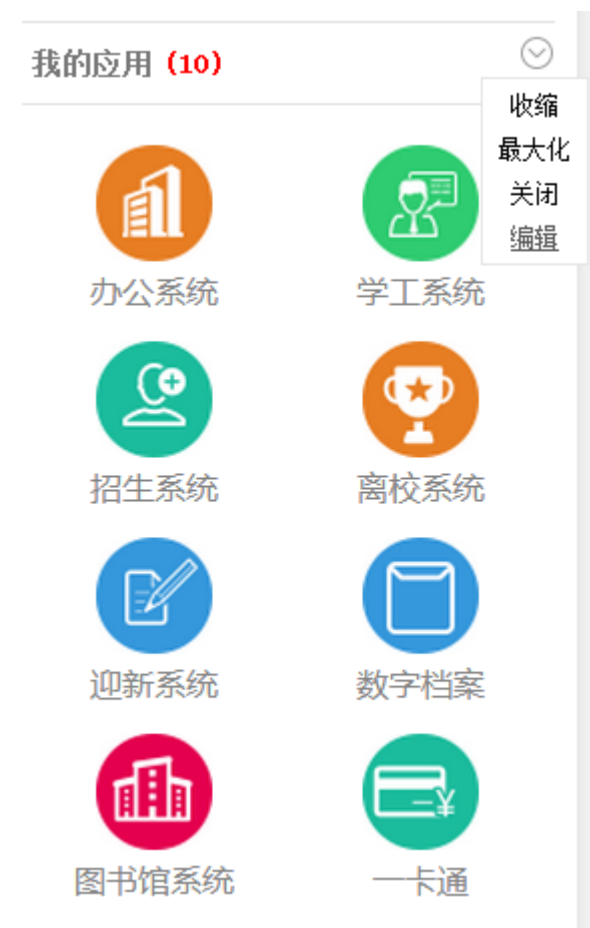 我的应用（10）
收缩
最大化
关闭
编辑
办公系统
学工系统
招生系统
离校系统
迎新系统
数字档案
图书馆系统
一卡通